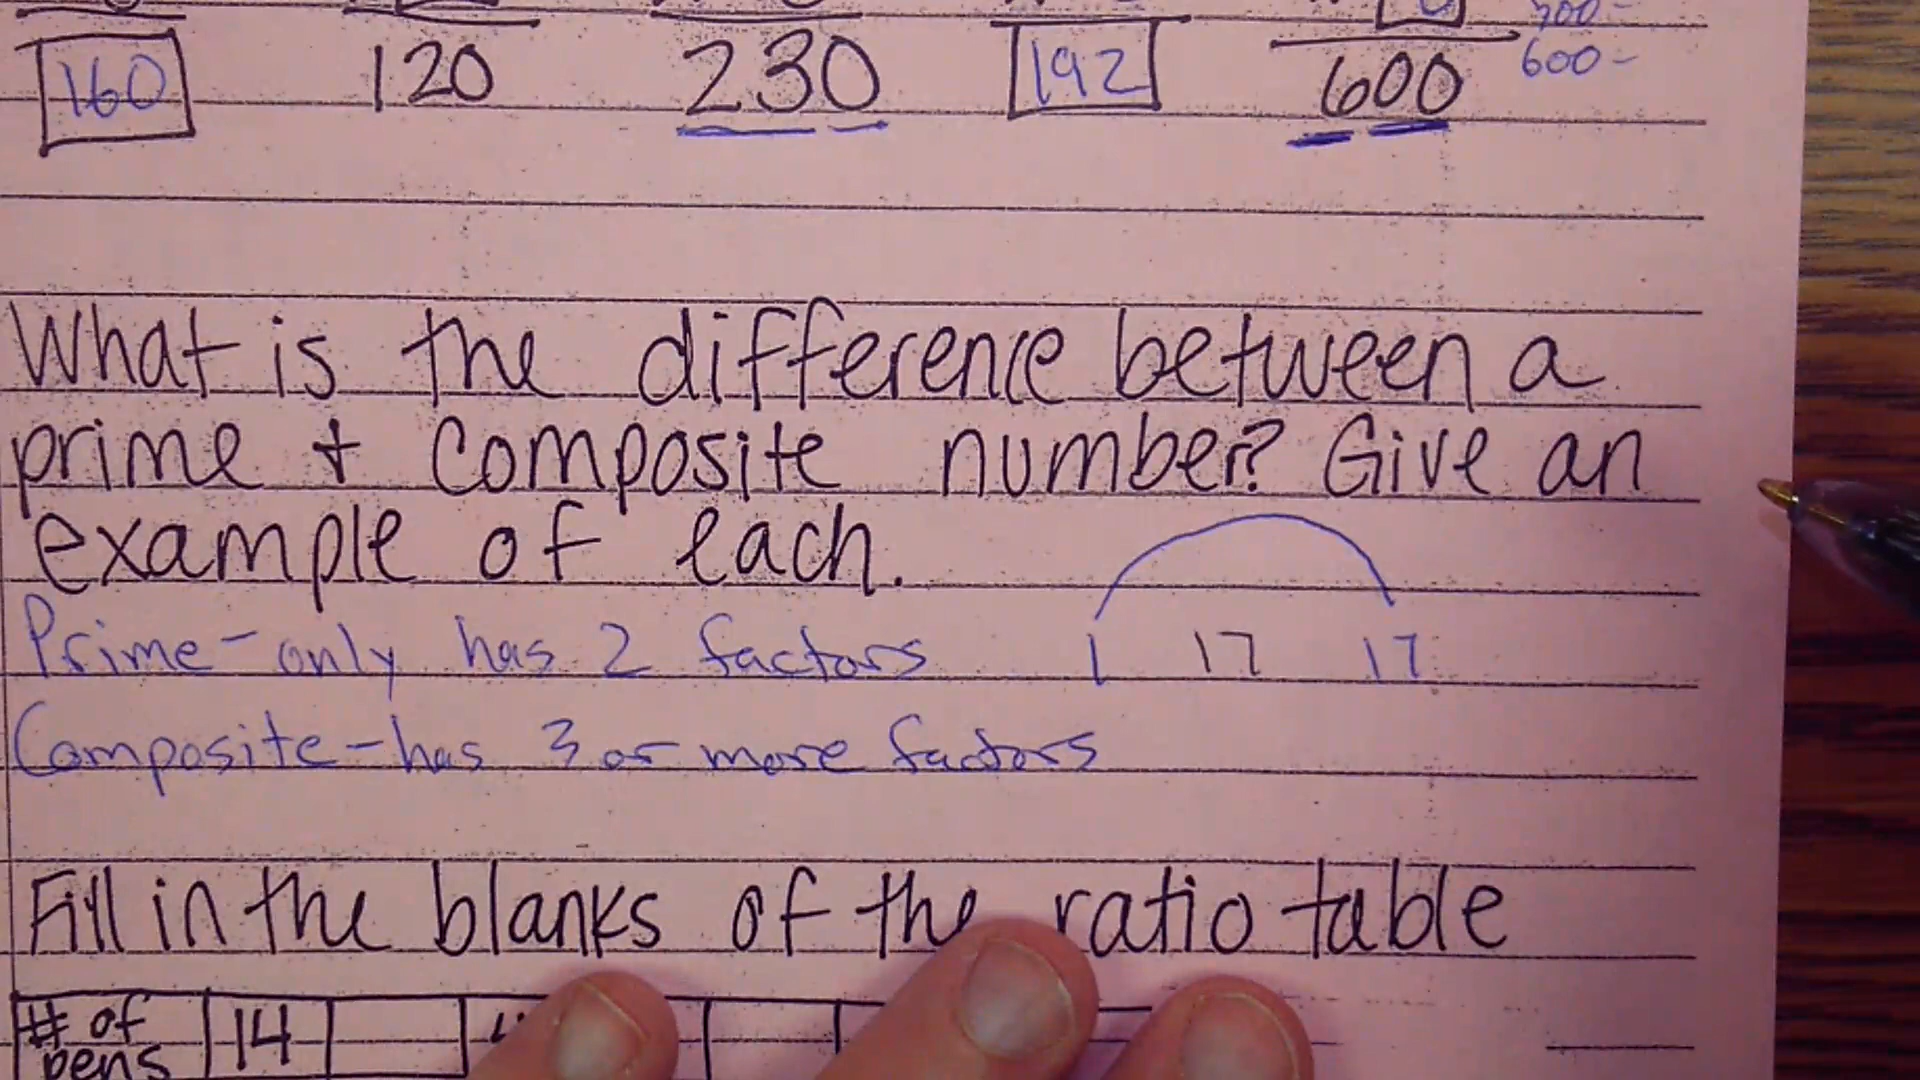 700-
160 120 230 192 600 600-
What is the difference between a
prime + composite number? Give an
example of each.
Prime-only has 2 factors 1 17 17
Composite-has 3 or more factors
Fill in the blanks of the ratio table
# of 14
pens